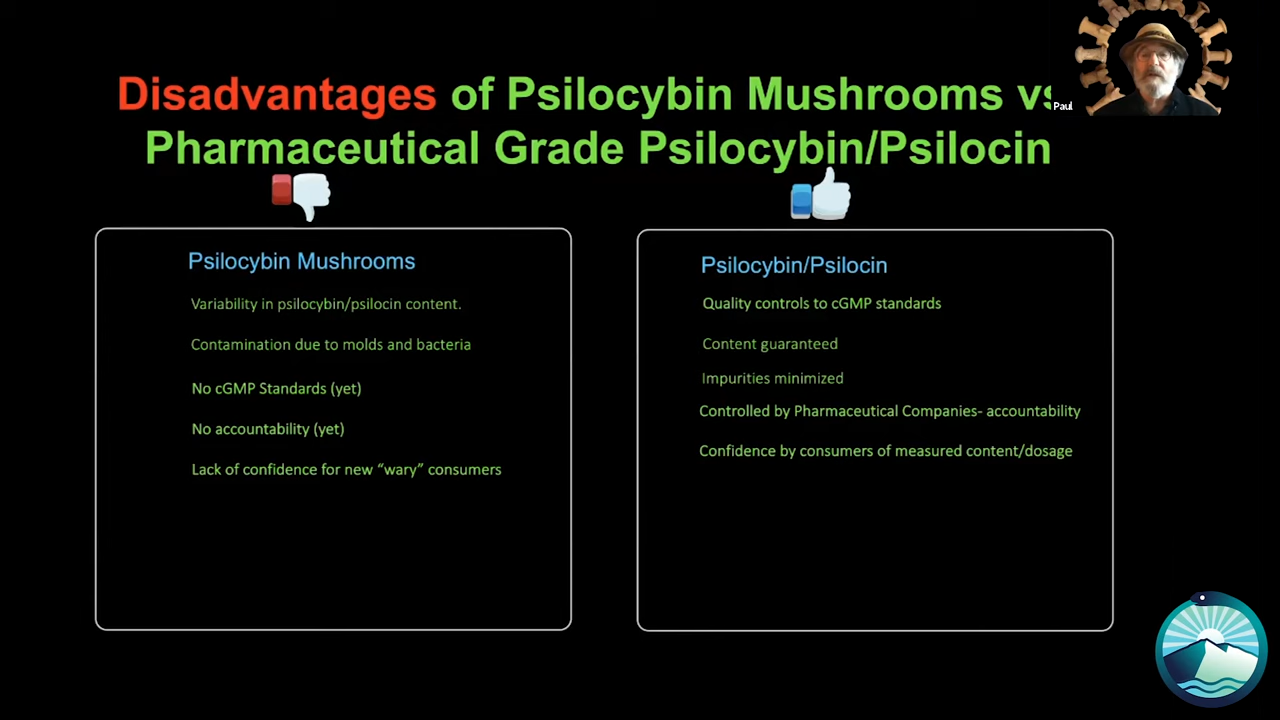 Disadvantages of Psilocybin Mushrooms vs
Pharmaceutical Grade Psilocybin/Psilocin
Paul
Psilocybin Mushrooms
Variability in psilocybin/psilocin content.
Contamination due to molds and bacteria
No cGMP Standards (yet)
No accountability (yet)
Lack of confidence for new “wary” consumers
Psilocybin/Psilocin
Quality controls to cGMP standards
Content guaranteed
Impurities minimized
Controlled by Pharmaceutical Companies- accountability
Confidence by consumers of measured content/dosage